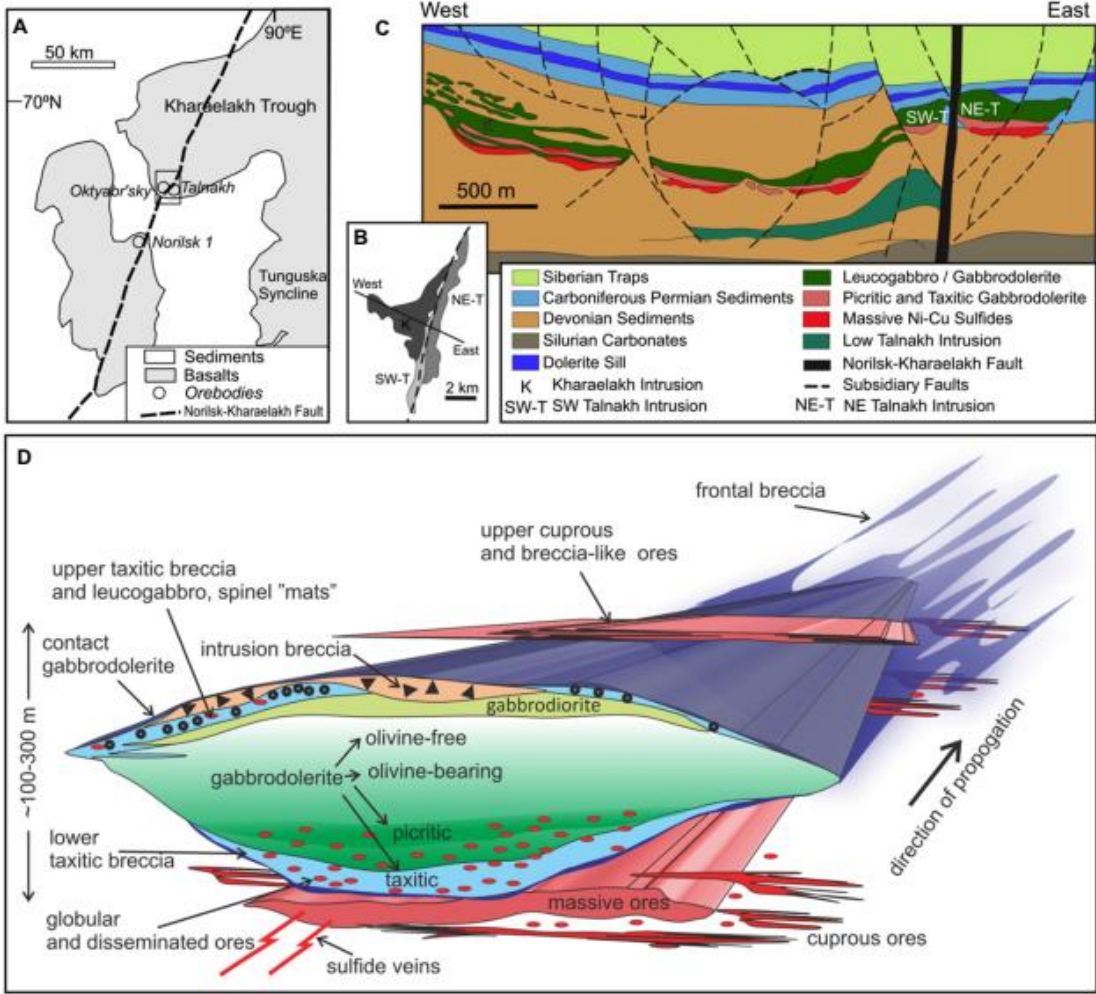 A
50 km
90ºE
70ºN
Kharaelakh Trough
Oktyabr'sky
Talnakh
Norilsk 1
Tunguska
Syncline
Sediments
Basalts
Orebodies
Norilsk-Kharaelakh Fault
B
West
NE-T
K
East
SW-T
2 km
West
East
C
K
SW-T
NE-T
500 m
Siberian Traps
Carboniferous Permian Sediments
Devonian Sediments
Silurian Carbonates
Dolerite Sill
K Kharaelakh Intrusion
SW-T SW Talnakh Intrusion
Leucogabbro / Gabbrodolerite
Picritic and Taxitic Gabbrodolerite
Massive Ni-Cu Sulfides
Low Talnakh Intrusion
Norilsk-Kharaelakh Fault
Subsidiary Faults
NE-T NE Talnakh Intrusion
D
frontal breccia
upper cuprous
and breccia-like ores
upper taxitic breccia
and leucogabbro, spinel "mats"
contact
gabbrodolerite
intrusion breccia
gabbrodiorite
olivine-free
gabbrodolerite
olivine-bearing
picritic
taxitic
~100-300 m
lower
taxitic breccia
globular
and disseminated ores
sulfide veins
massive ores
cuprous ores
direction of propogation